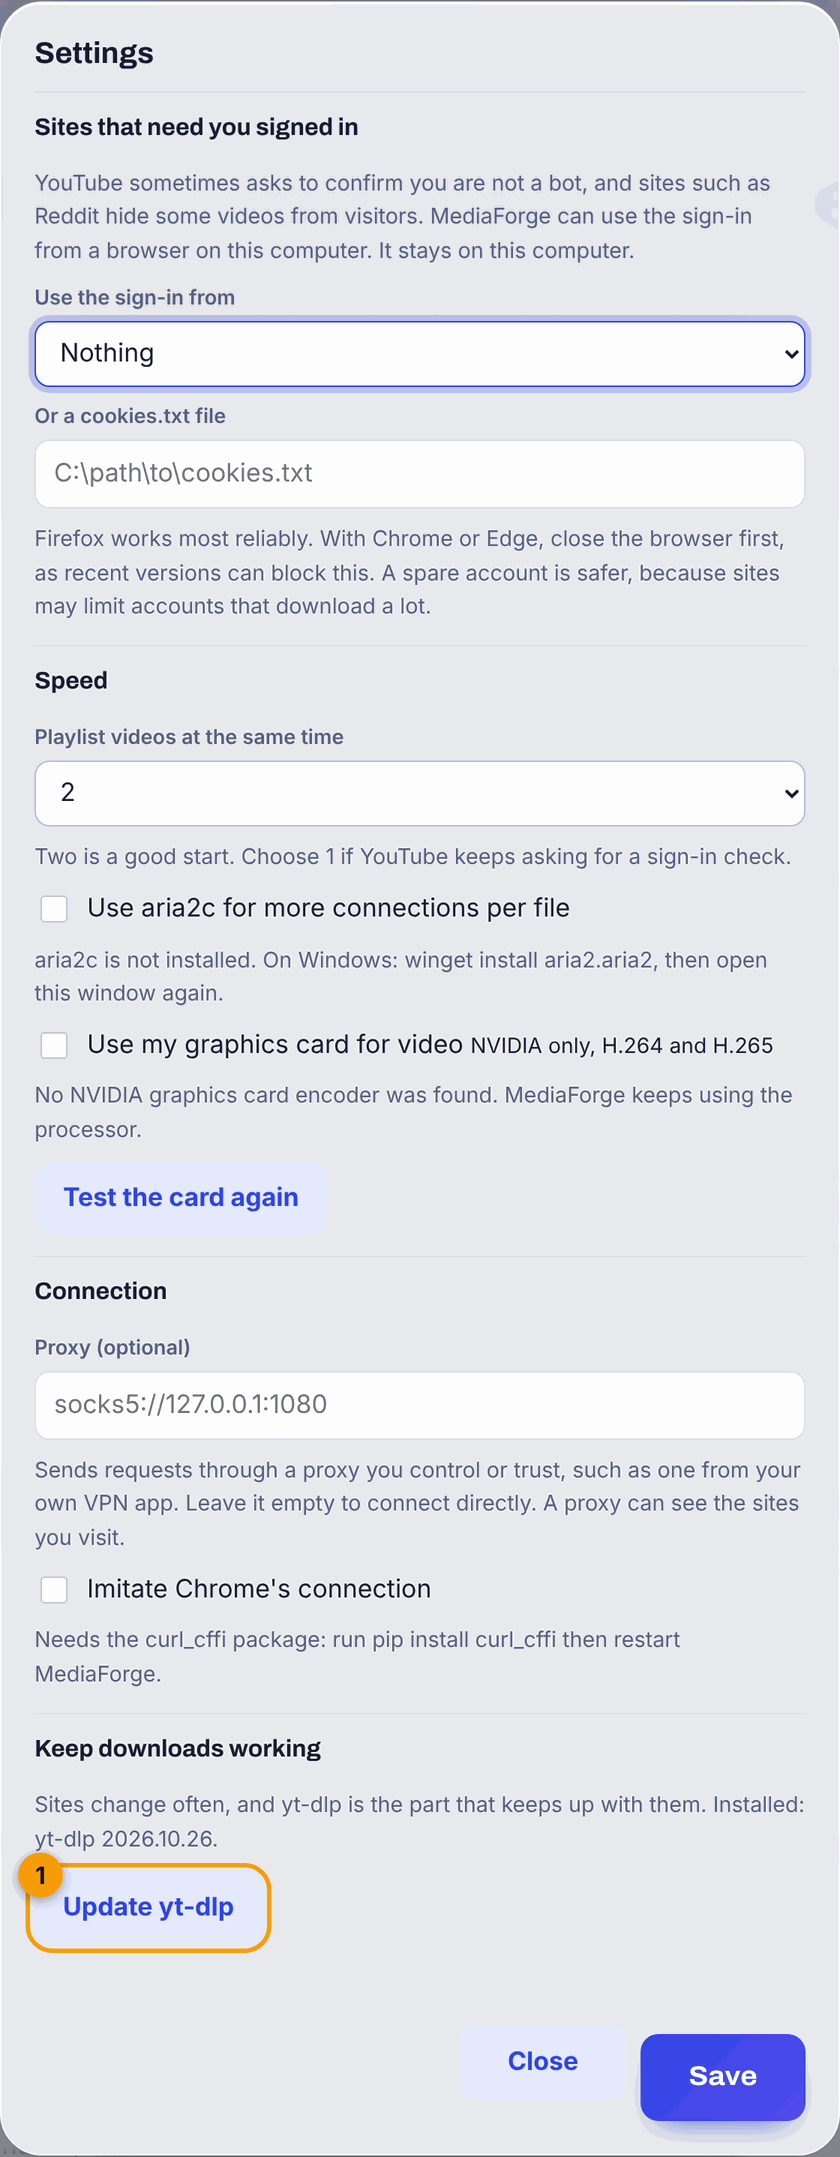 Settings
Sites that need you signed in
YouTube sometimes asks to confirm you are not a bot, and sites such as
Reddit hide some videos from visitors. MediaForge can use the sign-in
from a browser on this computer. It stays on this computer.
Use the sign-in from
Nothing
Or a cookies.txt file
C:\path\to\cookies.txt
Firefox works most reliably. With Chrome or Edge, close the browser first,
as recent versions can block this. A spare account is safer, because sites
may limit accounts that download a lot.
Speed
Playlist videos at the same time
2
Two is a good start. Choose 1 if YouTube keeps asking for a sign-in check.
Use aria2c for more connections per file
aria2c is not installed. On Windows: winget install aria2.aria2, then open
this window again.
Use my graphics card for video NVIDIA only, H.264 and H.265
No NVIDIA graphics card encoder was found. MediaForge keeps using the
processor.
Test the card again
Connection
Proxy (optional)
socks5://127.0.0.1:1080
Sends requests through a proxy you control or trust, such as one from your
own VPN app. Leave it empty to connect directly. A proxy can see the sites
you visit.
Imitate Chrome's connection
Needs the curl_cffi package: run pip install curl_cffi then restart
MediaForge.
Keep downloads working
Sites change often, and yt-dlp is the part that keeps up with them. Installed:
yt-dlp 2026.10.26.
1
Update yt-dlp
Close
Save